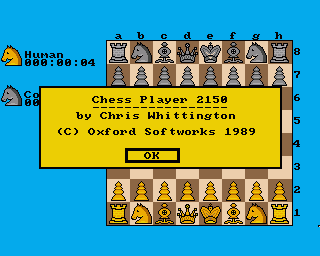 a b c d e f g h
Human
000:00:04
8
7
6
Chess Player 2150
by Chris Whittington
(C) Oxford Softworks 1989
OK
2
1